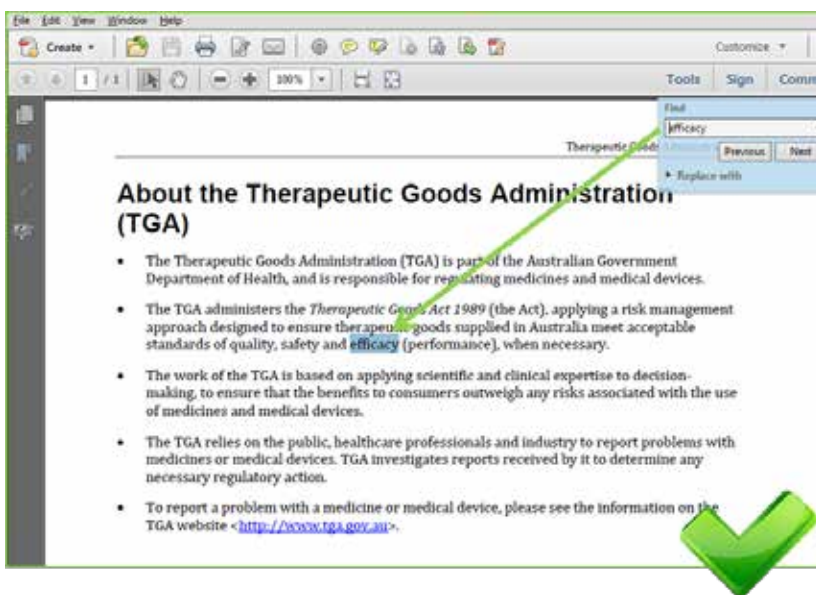 File Edit View Window Help
Create Customize
1 / 1 100% Tools Sign Comm
Find
efficacy
Previous Next
Replace with
Therapeutic Goods
About the Therapeutic Goods Administration
(TGA)
• The Therapeutic Goods Administration (TGA) is part of the Australian Government
Department of Health, and is responsible for regulating medicines and medical devices.
• The TGA administers the Therapeutic Goods Act 1989 (the Act), applying a risk management
approach designed to ensure therapeutic goods supplied in Australia meet acceptable
standards of quality, safety and efficacy (performance), when necessary.
• The work of the TGA is based on applying scientific and clinical expertise to decision-
making, to ensure that the benefits to consumers outweigh any risks associated with the use
of medicines and medical devices.
• The TGA relies on the public, healthcare professionals and industry to report problems with
medicines or medical devices. TGA investigates reports received by it to determine any
necessary regulatory action.
• To report a problem with a medicine or medical device, please see the information on the
TGA website <http://www.tga.gov.au>.